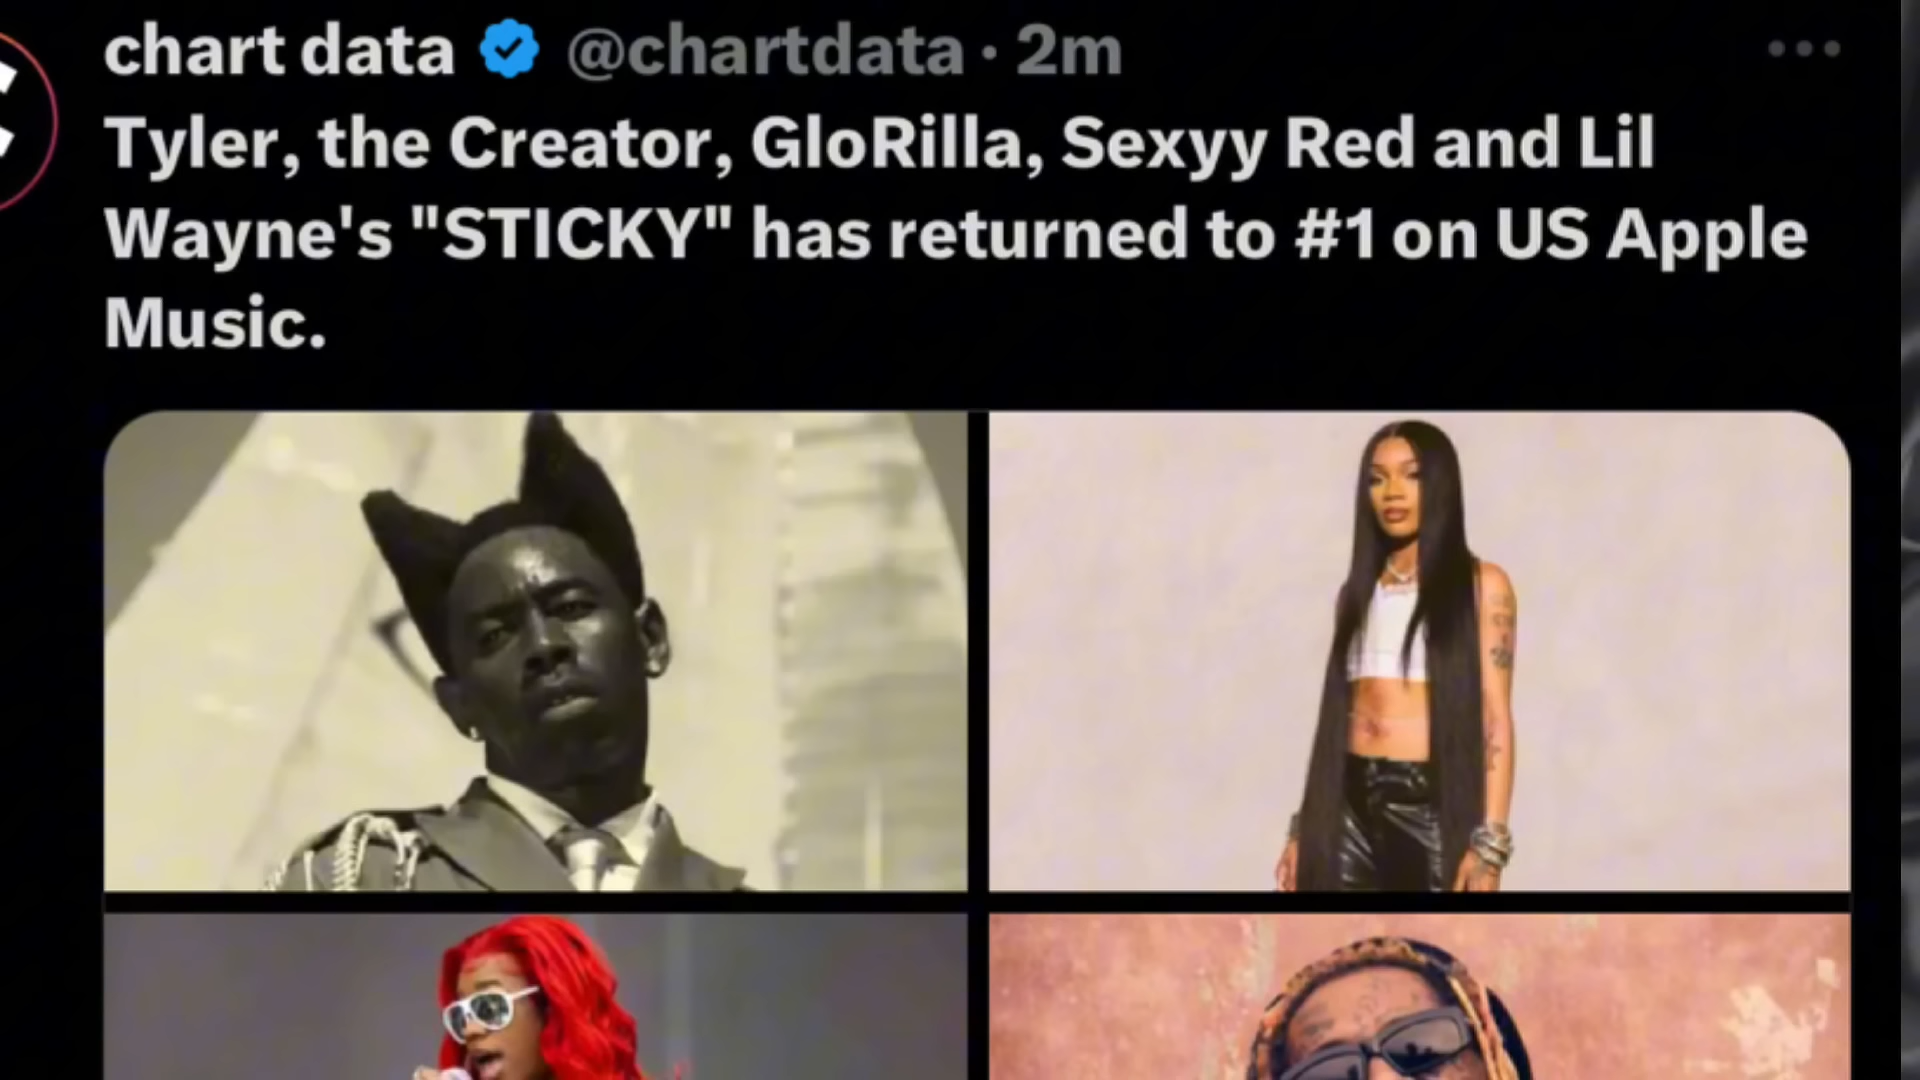 chart data @chartdata · 2m
Tyler, the Creator, GloRilla, Sexyy Red and Lil
Wayne's "STICKY" has returned to #1 on US Apple
Music.